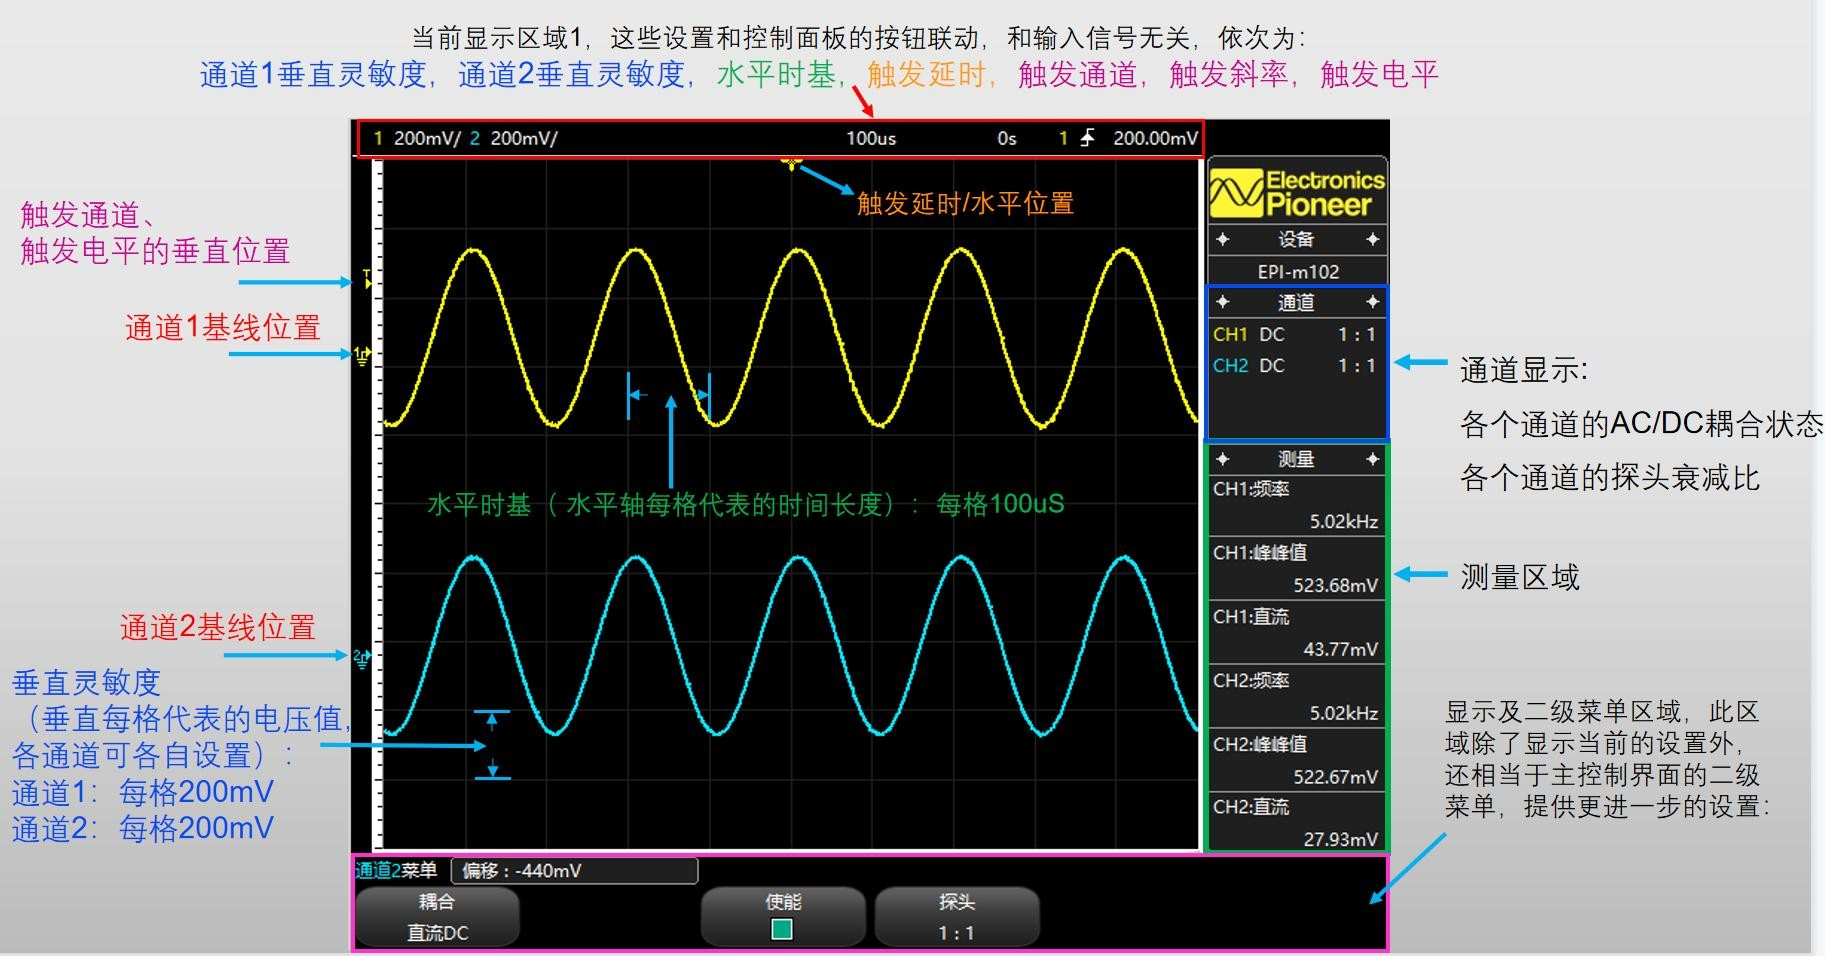 当前显示区域1，这些设置和控制面板的按钮联动，和输入信号无关，依次为：
通道1垂直灵敏度，通道2垂直灵敏度，水平时基，触发延时，触发通道，触发斜率，触发电平
1 200mV/ 2 200mV/ 100us 0s 1 200.00mV
触发延时/水平位置
触发通道、
触发电平的垂直位置
T
通道1基线位置
1
水平时基（ 水平轴每格代表的时间长度）：每格100uS
通道2基线位置
2
垂直灵敏度
（垂直每格代表的电压值，
各通道可各自设置）：
通道1：每格200mV
通道2：每格200mV
Electronics
Pioneer
设备
EPI-m102
通道
CH1 DC 1 : 1
CH2 DC 1 : 1
测量
CH1:频率
5.02kHz
CH1:峰峰值
523.68mV
CH1:直流
43.77mV
CH2:频率
5.02kHz
CH2:峰峰值
522.67mV
CH2:直流
27.93mV
通道显示:
各个通道的AC/DC耦合状态
各个通道的探头衰减比
测量区域
显示及二级菜单区域，此区
域除了显示当前的设置外，
还相当于主控制界面的二级
菜单，提供更进一步的设置：
通道2菜单 偏移：-440mV
耦合
直流DC
使能
探头
1 : 1